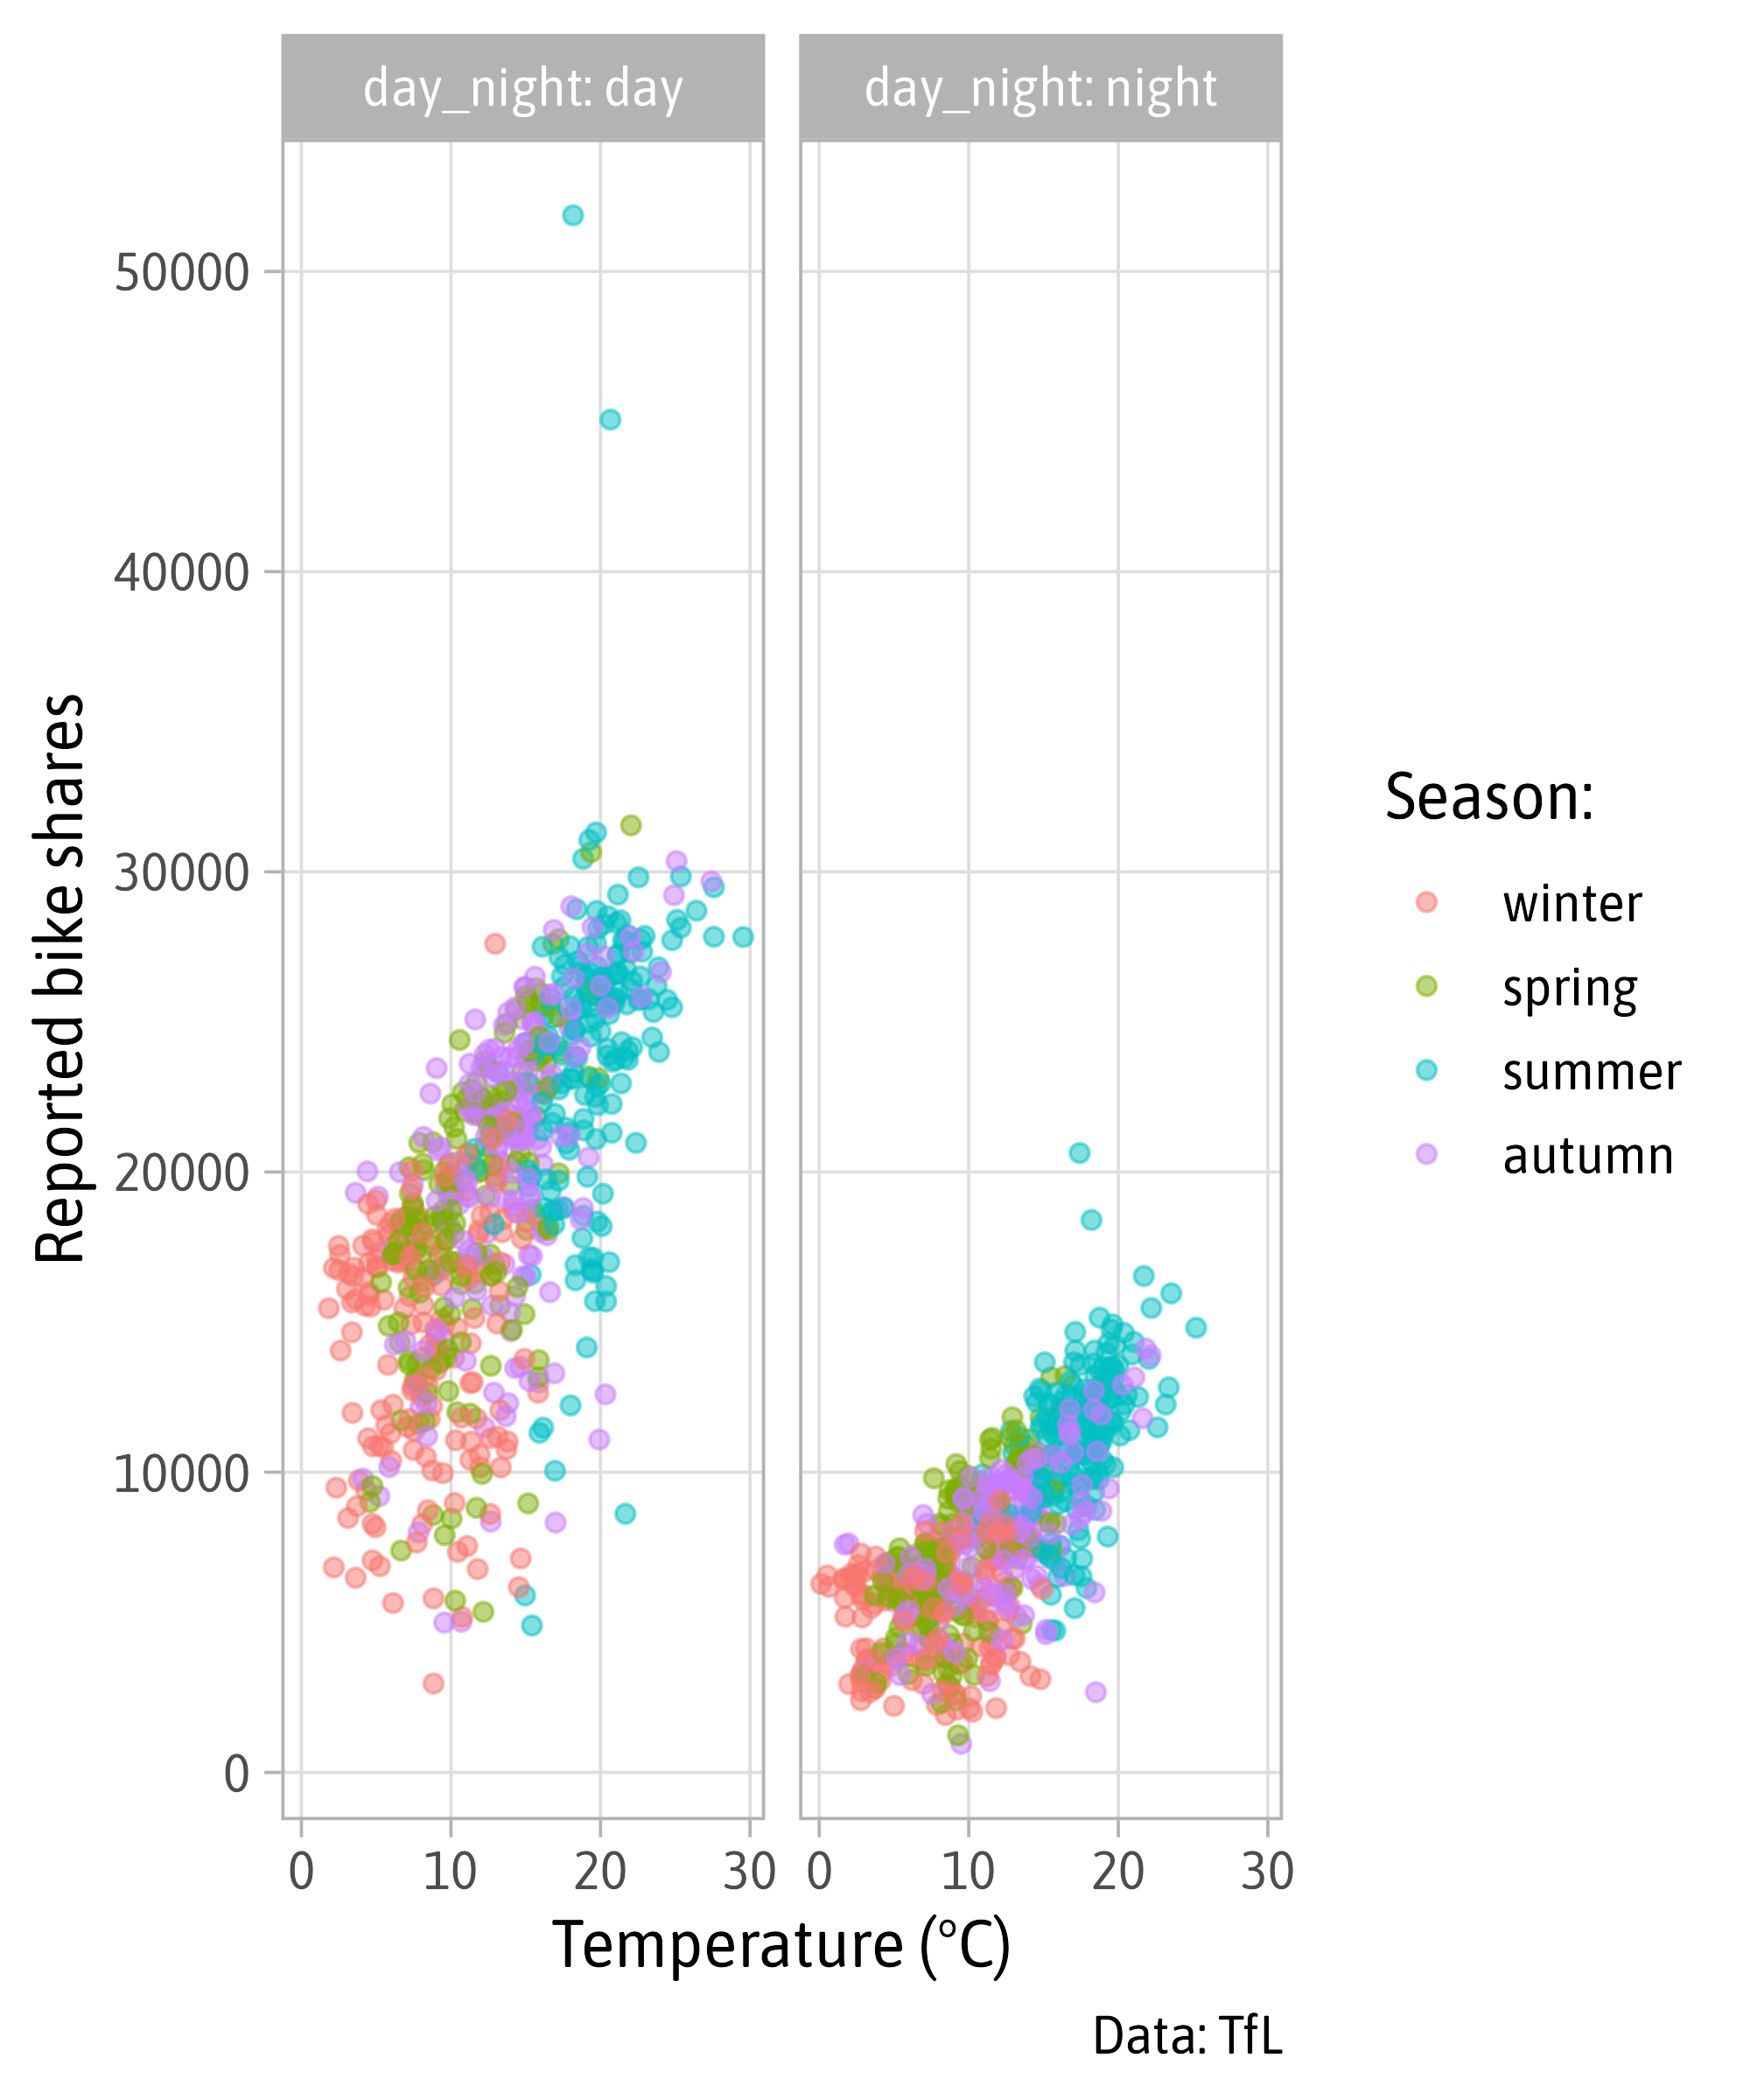 day_night: day
day_night: night
50000
40000
30000
20000
10000
0
Reported bike shares
0 10 20 30
0 10 20 30
Temperature (°C)
Season:
winter
spring
summer
autumn
Data: TfL